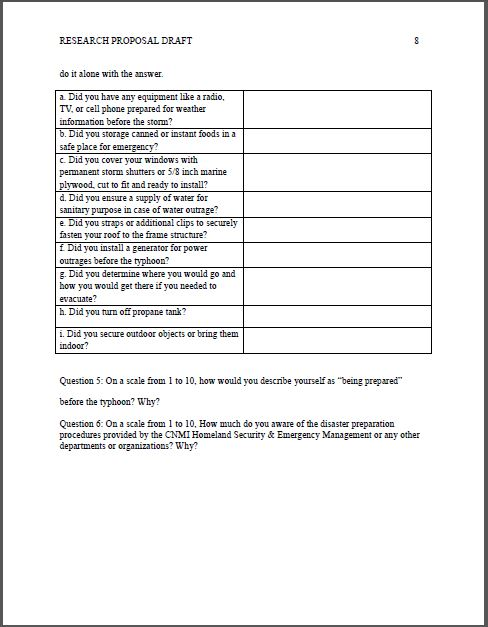 RESEARCH PROPOSAL DRAFT 8
do it alone with the answer.
a. Did you have any equipment like a radio,
TV, or cell phone prepared for weather
information before the storm?
b. Did you storage canned or instant foods in a
safe place for emergency?
c. Did you cover your windows with
permanent storm shutters or 5/8 inch marine
plywood, cut to fit and ready to install?
d. Did you ensure a supply of water for
sanitary purpose in case of water outrage?
e. Did you straps or additional clips to securely
fasten your roof to the frame structure?
f. Did you install a generator for power
outrages before the typhoon?
g. Did you determine where you would go and
how you would get there if you needed to
evacuate?
h. Did you turn off propane tank?
i. Did you secure outdoor objects or bring them
indoor?
Question 5: On a scale from 1 to 10, how would you describe yourself as “being prepared”
before the typhoon? Why?
Question 6: On a scale from 1 to 10, How much do you aware of the disaster preparation
procedures provided by the CNMI Homeland Security & Emergency Management or any other
departments or organizations? Why?